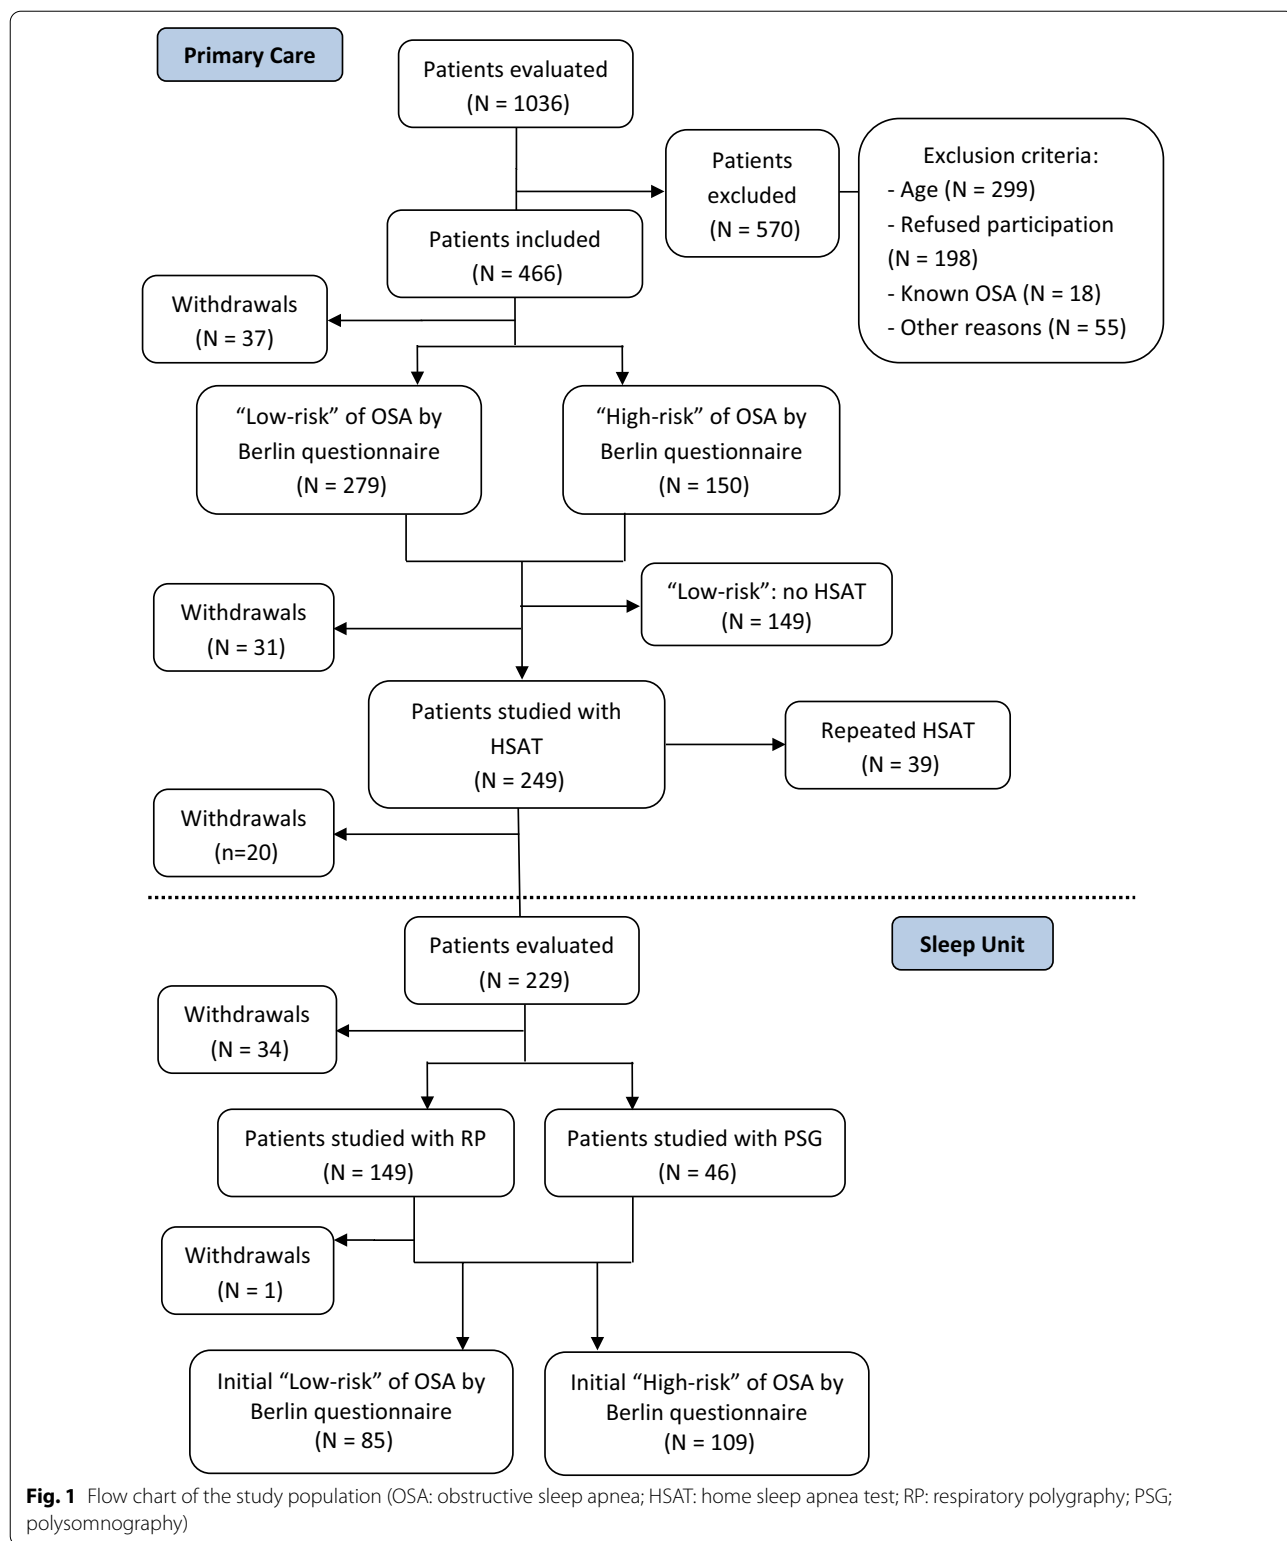 Primary Care
Patients evaluated
(N = 1036)
Patients
excluded
(N = 570)
Exclusion criteria:
- Age (N = 299)
- Refused participation
(N = 198)
- Known OSA (N = 18)
- Other reasons (N = 55)
Patients included
(N = 466)
Withdrawals
(N = 37)
“Low-risk” of OSA by
Berlin questionnaire
(N = 279)
“High-risk” of OSA by
Berlin questionnaire
(N = 150)
“Low-risk”: no HSAT
(N = 149)
Withdrawals
(N = 31)
Patients studied with
HSAT
(N = 249)
Repeated HSAT
(N = 39)
Withdrawals
(n=20)
Patients evaluated
(N = 229)
Sleep Unit
Withdrawals
(N = 34)
Patients studied with RP
(N = 149)
Patients studied with PSG
(N = 46)
Withdrawals
(N = 1)
Initial “Low-risk” of OSA by
Berlin questionnaire
(N = 85)
Initial “High-risk” of OSA by
Berlin questionnaire
(N = 109)
Fig. 1 Flow chart of the study population (OSA: obstructive sleep apnea; HSAT: home sleep apnea test; RP: respiratory polygraphy; PSG;
polysomnography)